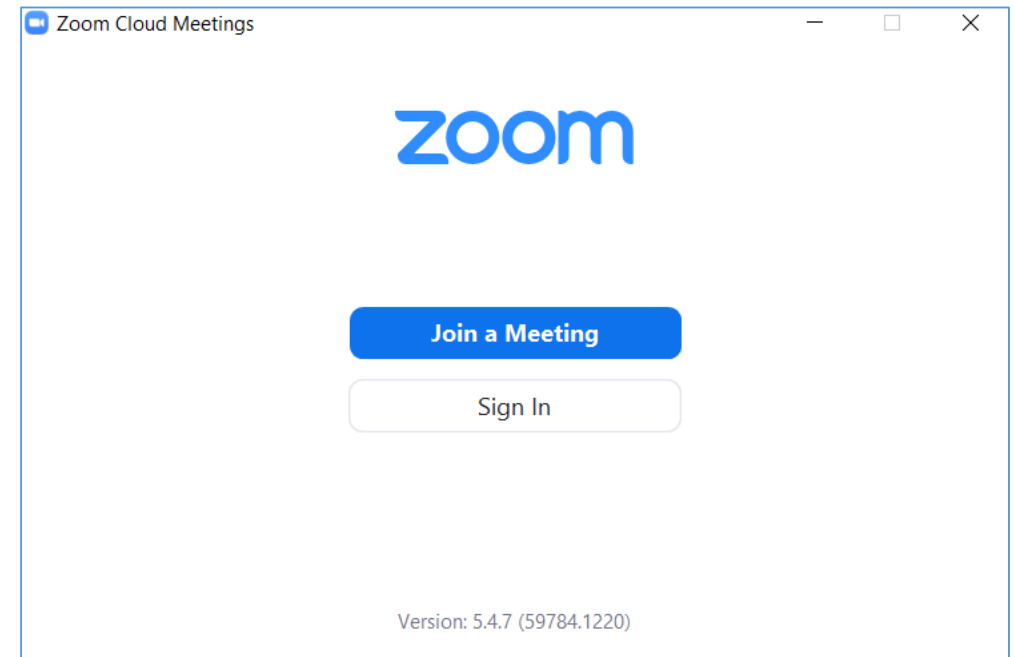 Zoom Cloud Meetings
zoom
Join a Meeting
Sign In
Version: 5.4.7 (59784.1220)